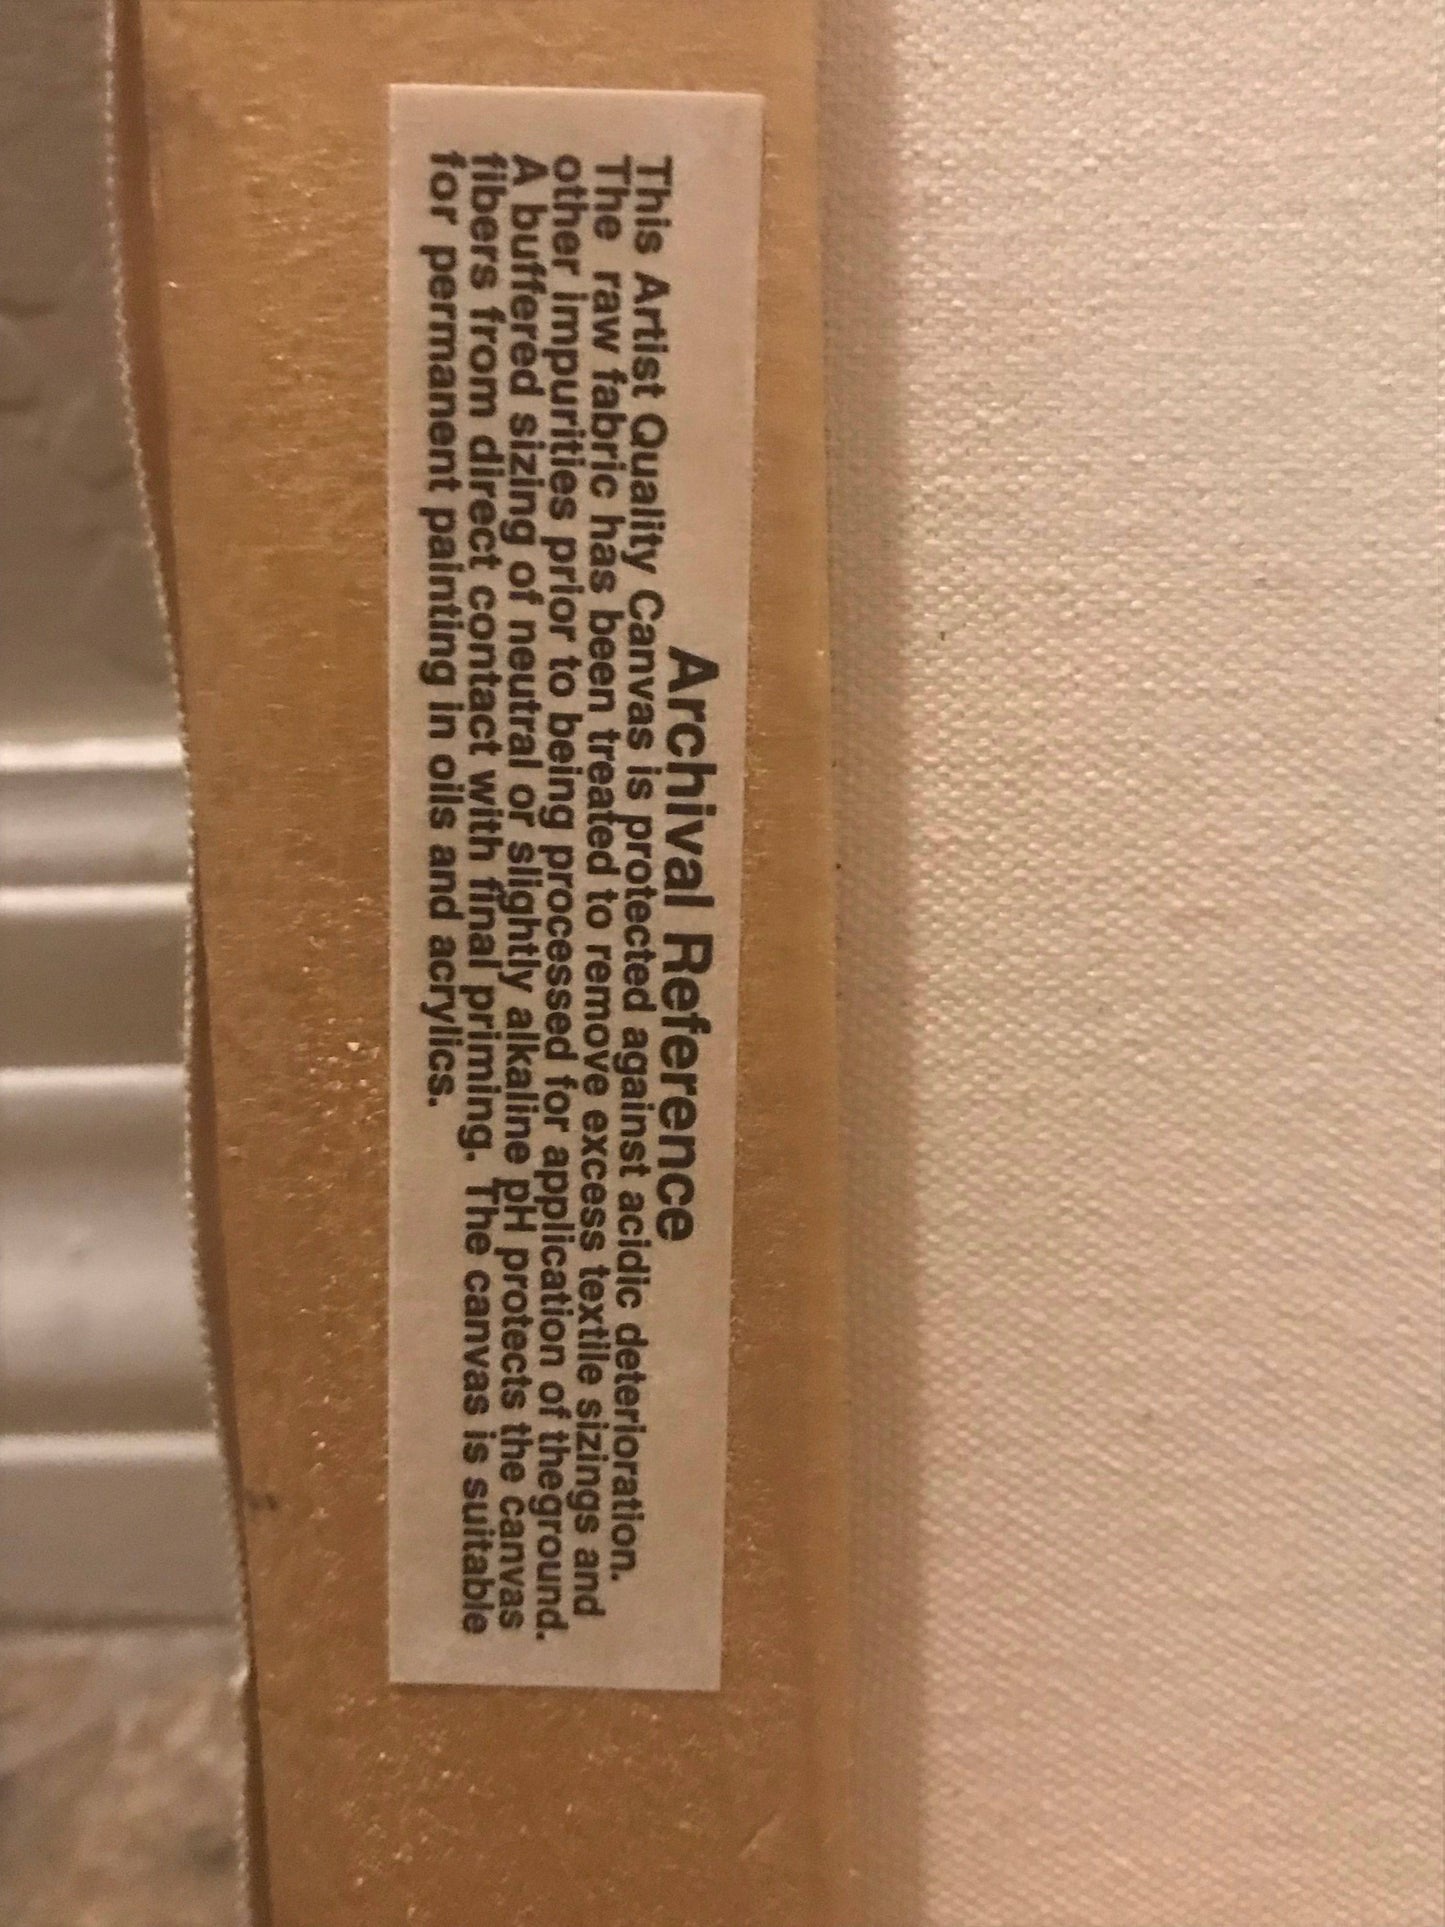 Archival Reference
This Artist Quality Canvas is protected against acidic deterioration.
The raw fabric has been treated to remove excess textile sizings and
other impurities prior to being processed for application of theground.
A buffered sizing of neutral or slightly alkaline pH protects the canvas
fibers from direct contact with final priming. The canvas is suitable
for permanent painting in oils and acrylics.